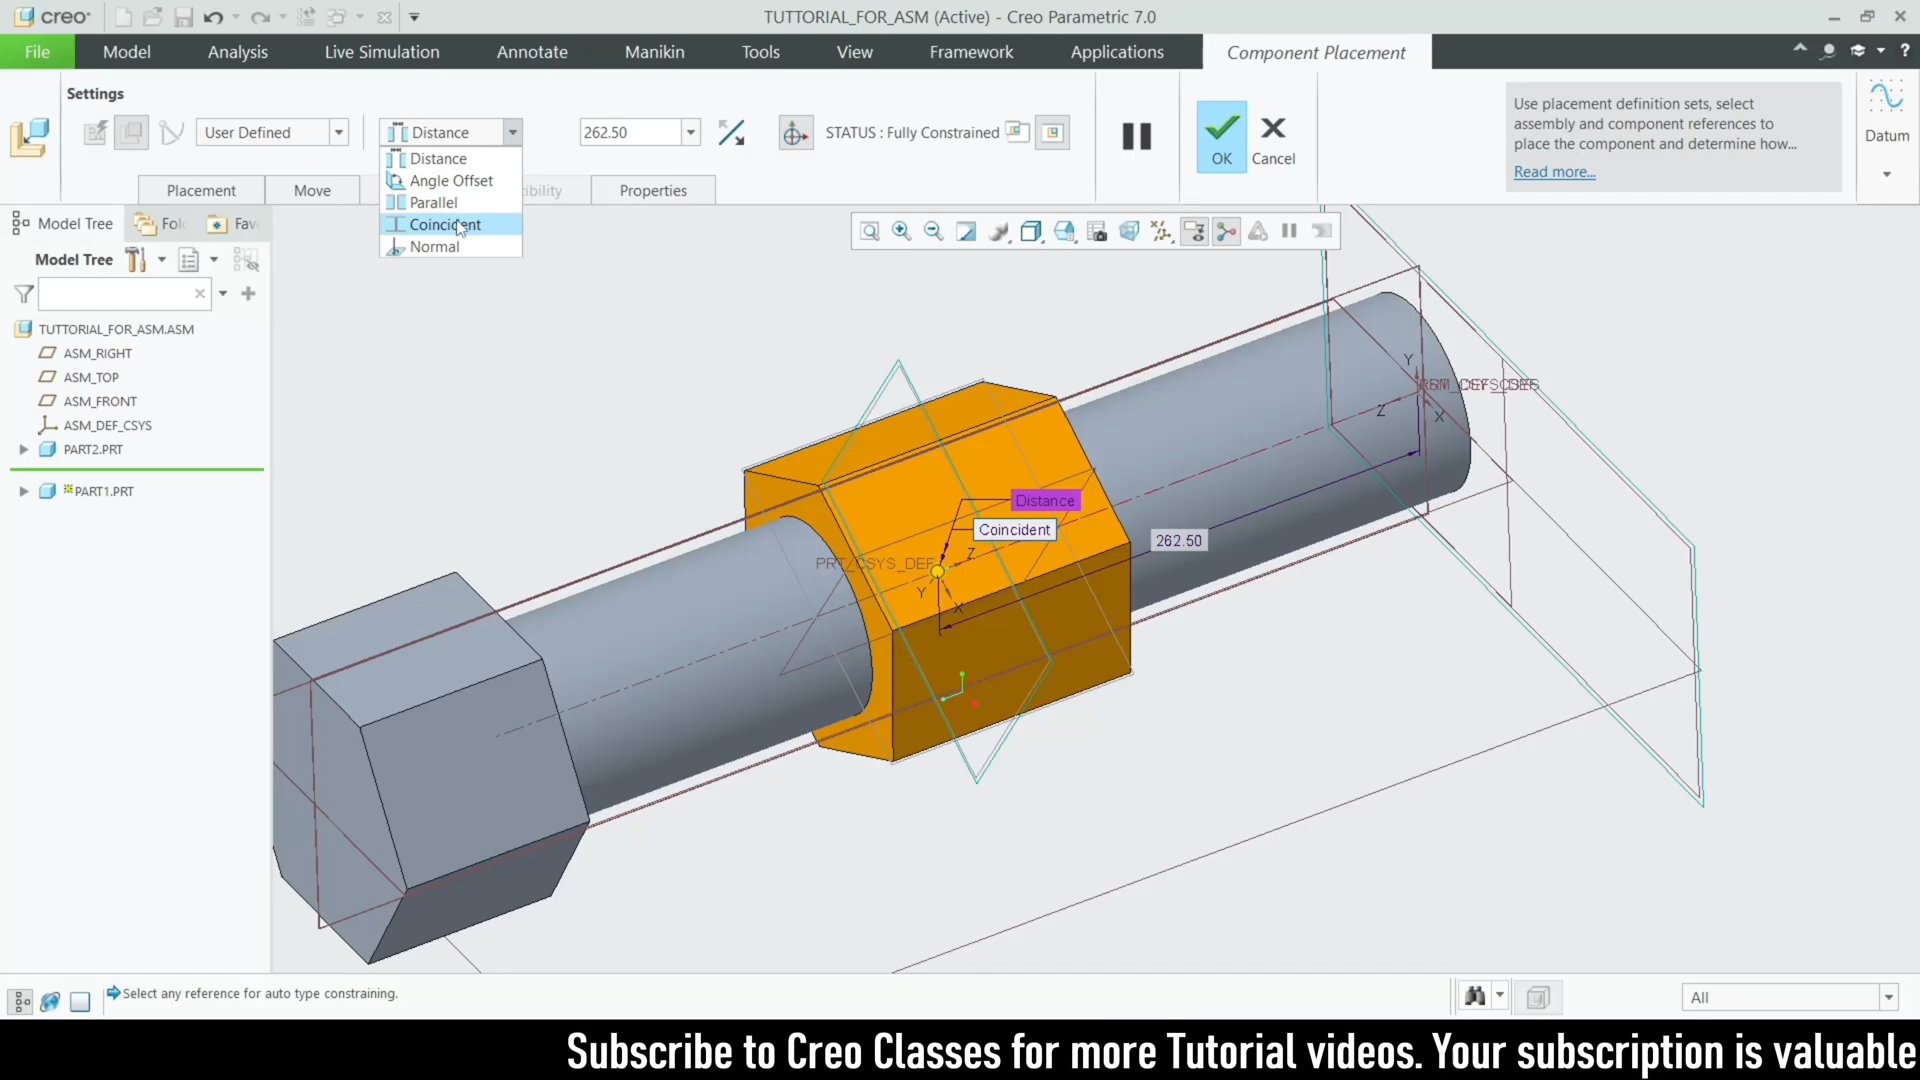 creo®
TUTTORIAL_FOR_ASM (Active) - Creo Parametric 7.0
File
Model
Analysis
Live Simulation
Annotate
Manikin
Tools
View
Framework
Applications
Component Placement
?
Settings
User Defined
Distance
262.50
STATUS : Fully Constrained
OK
Cancel
Use placement definition sets, select
assembly and component references to
place the component and determine how...
Read more...
Datum
Placement
Move
ibility
Properties
Distance
Angle Offset
Parallel
Coincident
Normal
Model Tree
Fol
Fav
Model Tree
TUTTORIAL_FOR_ASM.ASM
ASM_RIGHT
ASM_TOP
ASM_FRONT
ASM_DEF_CSYS
PART2.PRT
PART1.PRT
Y
Z
X
Distance
Coincident
262.50
PRT_CSYS_DEF
Z
Y
X
Select any reference for auto type constraining.
All
Subscribe to Creo Classes for more Tutorial videos. Your subscription is valuable